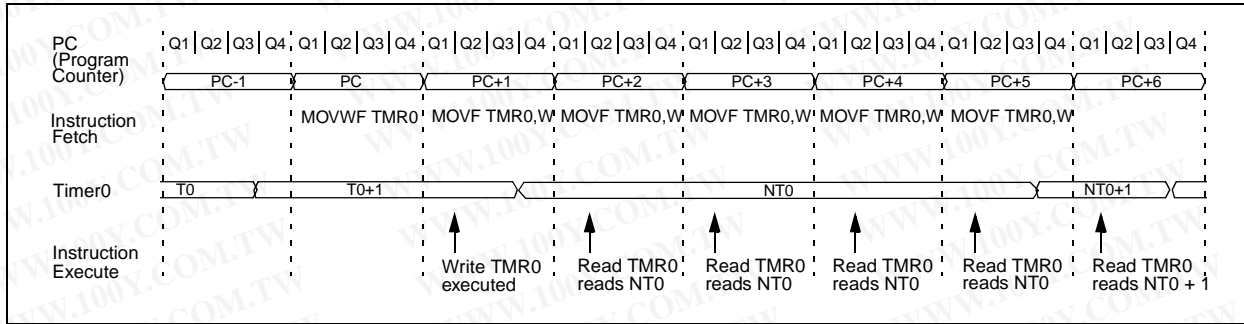 PC
(Program
Counter)
Q1 Q2 Q3 Q4 Q1 Q2 Q3 Q4 Q1 Q2 Q3 Q4 Q1 Q2 Q3 Q4 Q1 Q2 Q3 Q4 Q1 Q2 Q3 Q4 Q1 Q2 Q3 Q4 Q1 Q2 Q3 Q4
PC-1 PC PC+1 PC+2 PC+3 PC+4 PC+5 PC+6
Instruction
Fetch
MOVWF TMR0 MOVF TMR0,W MOVF TMR0,W MOVF TMR0,W MOVF TMR0,W MOVF TMR0,W
Timer0
T0 T0+1 NT0 NT0+1
Instruction
Execute
Write TMR0
executed
Read TMR0
reads NT0
Read TMR0
reads NT0
Read TMR0
reads NT0
Read TMR0
reads NT0
Read TMR0
reads NT0 + 1
WWW.100Y.COM.TW